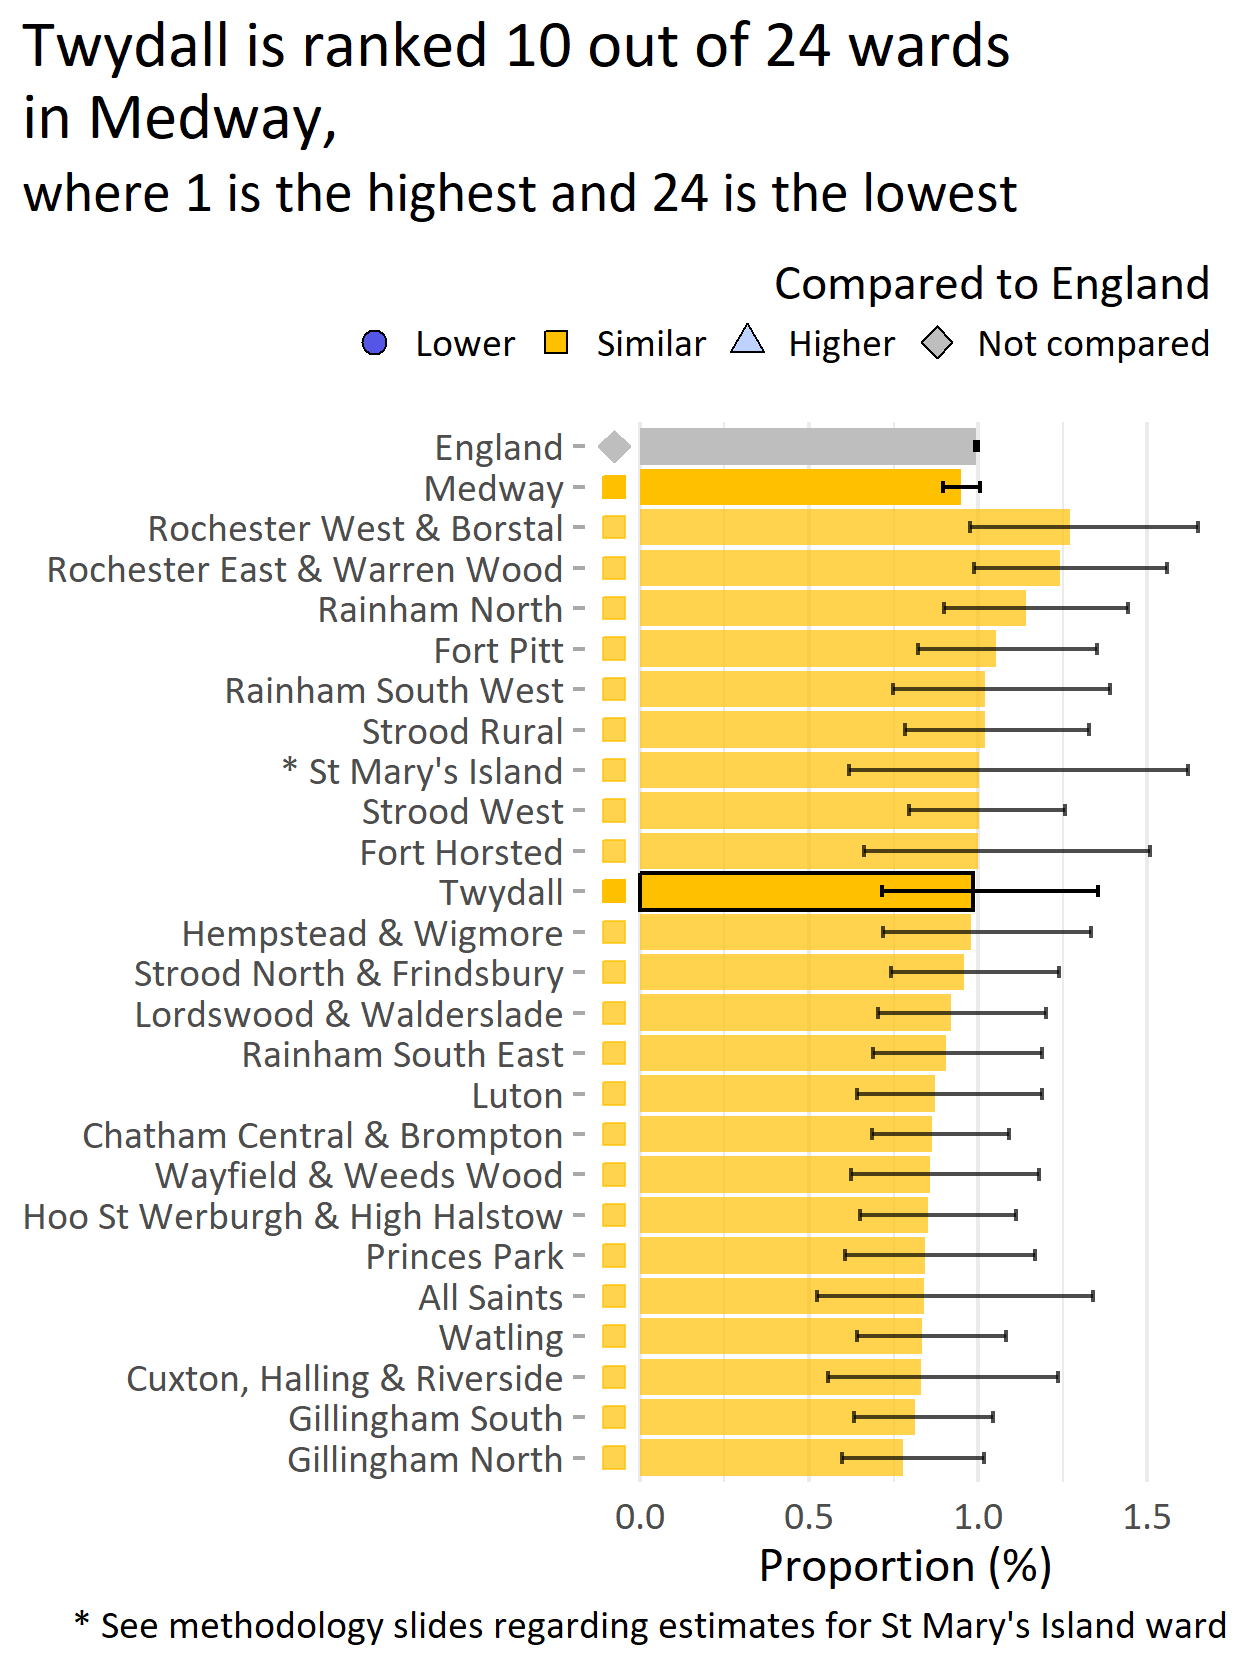 Twydall is ranked 10 out of 24 wards
in Medway,
where 1 is the highest and 24 is the lowest
Compared to England
Lower Similar Higher Not compared
England
Medway
Rochester West & Borstal
Rochester East & Warren Wood
Rainham North
Fort Pitt
Rainham South West
Strood Rural
* St Mary's Island
Strood West
Fort Horsted
Twydall
Hempstead & Wigmore
Strood North & Frindsbury
Lordswood & Walderslade
Rainham South East
Luton
Chatham Central & Brompton
Wayfield & Weeds Wood
Hoo St Werburgh & High Halstow
Princes Park
All Saints
Watling
Cuxton, Halling & Riverside
Gillingham South
Gillingham North
0.0 0.5 1.0 1.5
Proportion (%)
* See methodology slides regarding estimates for St Mary's Island ward